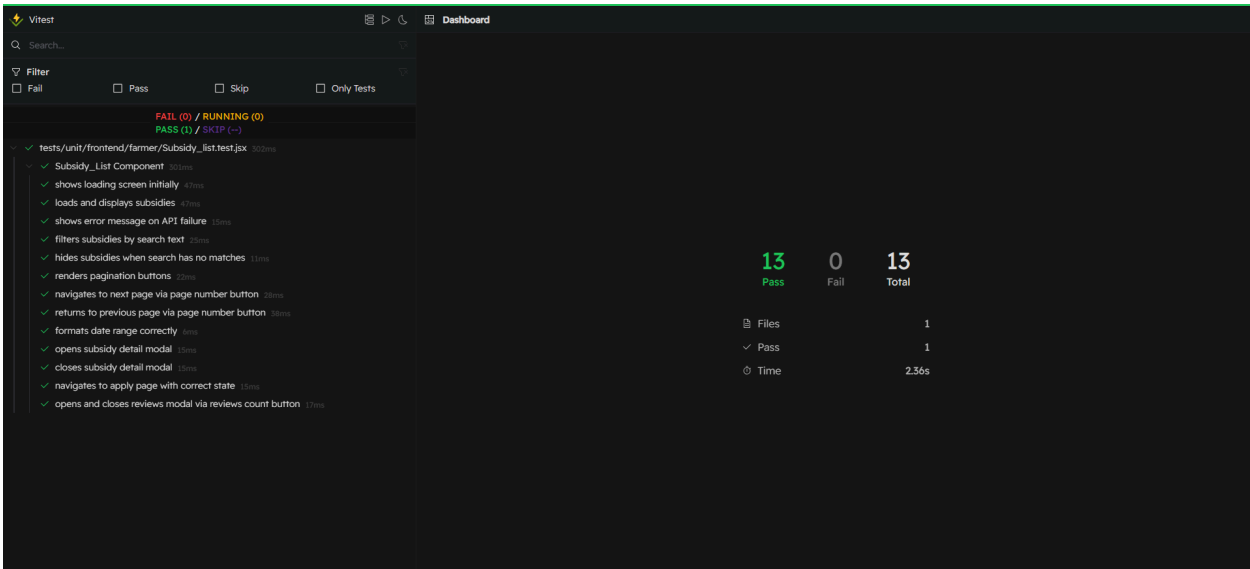 Vitest
Dashboard
Search...
Filter
Fail Pass Skip Only Tests
FAIL (0) / RUNNING (0)
PASS (1) / SKIP (--)
tests/unit/frontend/farmer/Subsidy_list.test.jsx 302ms
Subsidy_List Component 301ms
shows loading screen initially 47ms
loads and displays subsidies 47ms
shows error message on API failure 15ms
filters subsidies by search text 25ms
hides subsidies when search has no matches 11ms
renders pagination buttons 22ms
navigates to next page via page number button 28ms
returns to previous page via page number button 38ms
formats date range correctly 6ms
opens subsidy detail modal 15ms
closes subsidy detail modal 15ms
navigates to apply page with correct state 15ms
opens and closes reviews modal via reviews count button 17ms
13 0 13
Pass Fail Total
Files 1
Pass 1
Time 2.36s